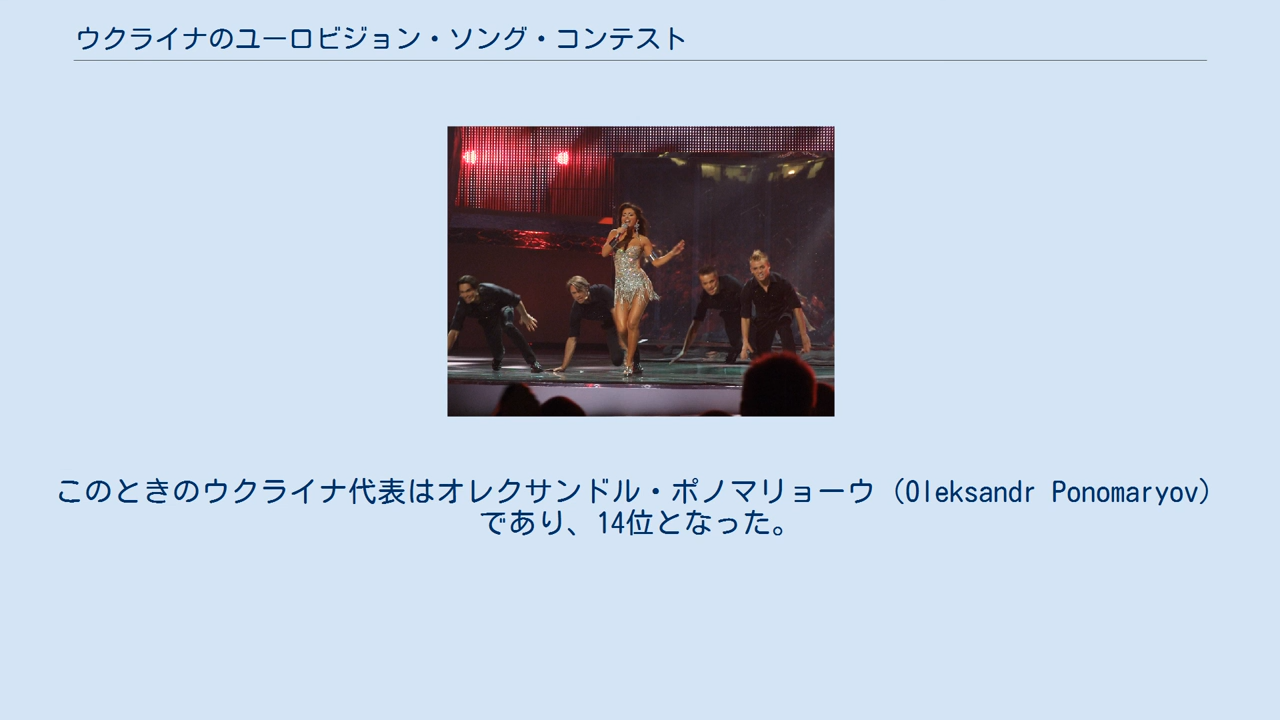 ウクライナのユーロビジョン・ソング・コンテスト
このときのウクライナ代表はオレクサンドル・ポノマリョーウ（Oleksandr Ponomaryov）
であり、14位となった。